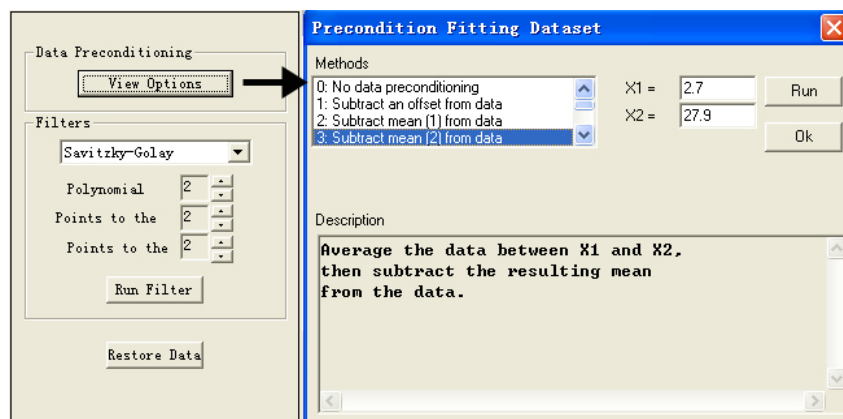 Data Preconditioning
View Options
Filters
Savitzky-Golay
Polynomial 2
Points to the 2
Points to the 2
Run Filter
Restore Data
Precondition Fitting Dataset
Methods
0: No data preconditioning
1: Subtract an offset from data
2: Subtract mean (1) from data
3: Subtract mean (2) from data
X1 = 2.7
X2 = 27.9
Run
Ok
Description
Average the data between X1 and X2,
then subtract the resulting mean
from the data.